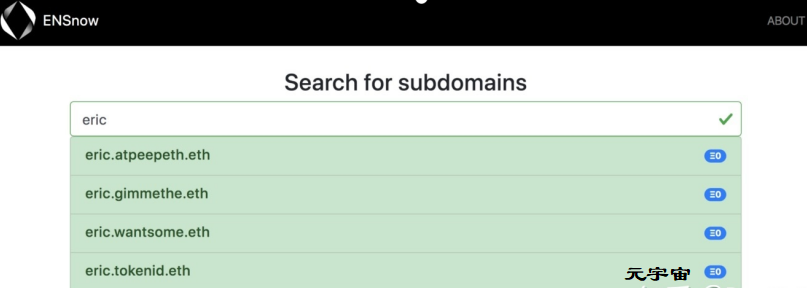 ENSnow
ABOUT
Search for subdomains
eric
eric.atpeepeth.eth Ξ0
eric.gimmethe.eth Ξ0
eric.wantsome.eth Ξ0
eric.tokenid.eth Ξ0
元宇宙